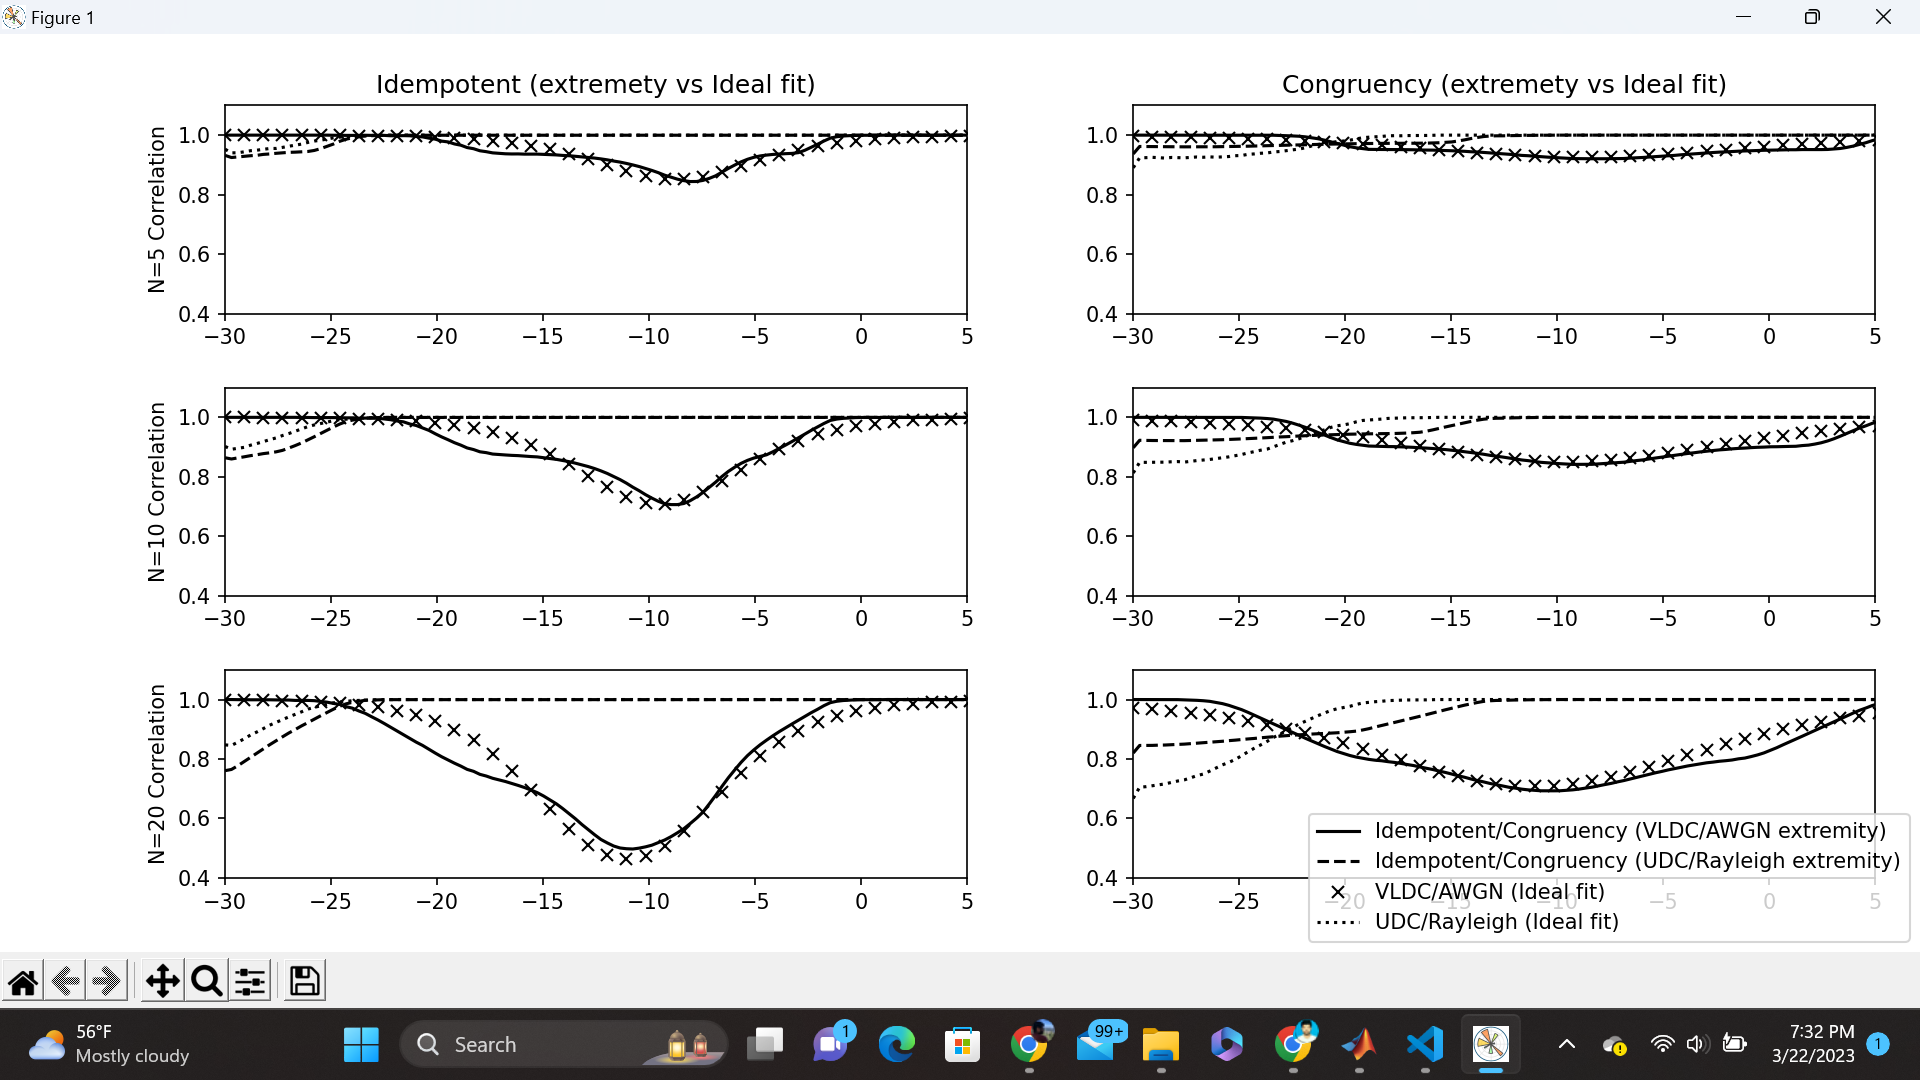 Figure 1
Idempotent (extremety vs Ideal fit)
Congruency (extremety vs Ideal fit)
N=5 Correlation
1.0
0.8
0.6
0.4
−30 −25 −20 −15 −10 −5 0 5
1.0
0.8
0.6
0.4
−30 −25 −20 −15 −10 −5 0 5
N=10 Correlation
1.0
0.8
0.6
0.4
−30 −25 −20 −15 −10 −5 0 5
1.0
0.8
0.6
0.4
−30 −25 −20 −15 −10 −5 0 5
N=20 Correlation
1.0
0.8
0.6
0.4
−30 −25 −20 −15 −10 −5 0 5
1.0
0.8
0.6
0.4
−30 −25 −20 −15 −10 −5 0 5
Idempotent/Congruency (VLDC/AWGN extremity)
Idempotent/Congruency (UDC/Rayleigh extremity)
VLDC/AWGN (Ideal fit)
UDC/Rayleigh (Ideal fit)
56°F
Mostly cloudy
Search
1
99+
7:32 PM
3/22/2023
1